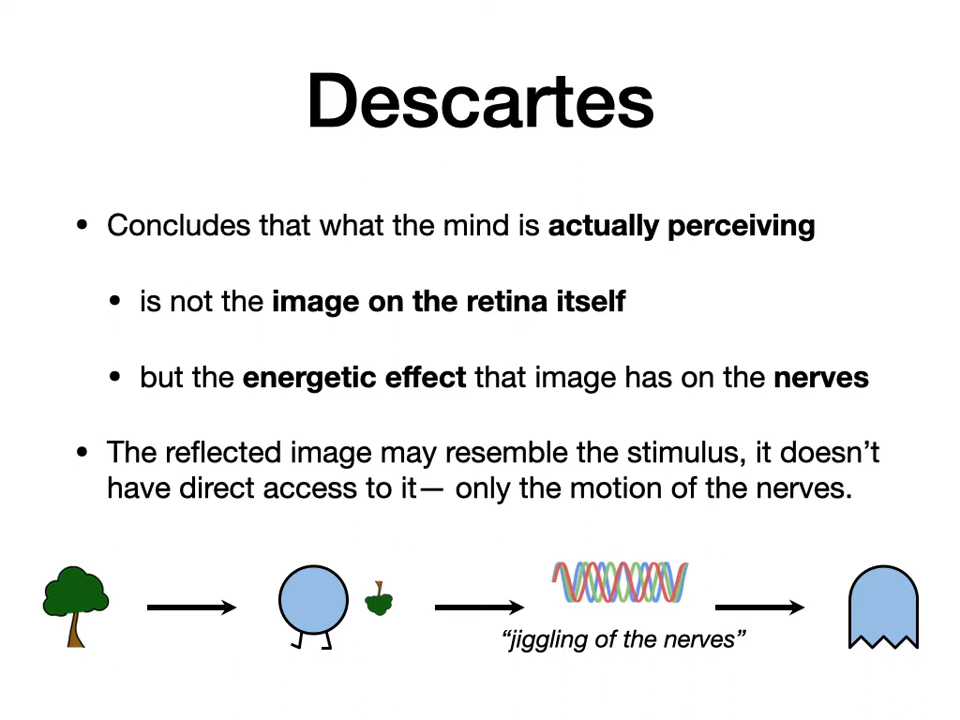 Descartes
• Concludes that what the mind is actually perceiving
• is not the image on the retina itself
• but the energetic effect that image has on the nerves
• The reflected image may resemble the stimulus, it doesn’t
have direct access to it— only the motion of the nerves.
“jiggling of the nerves”